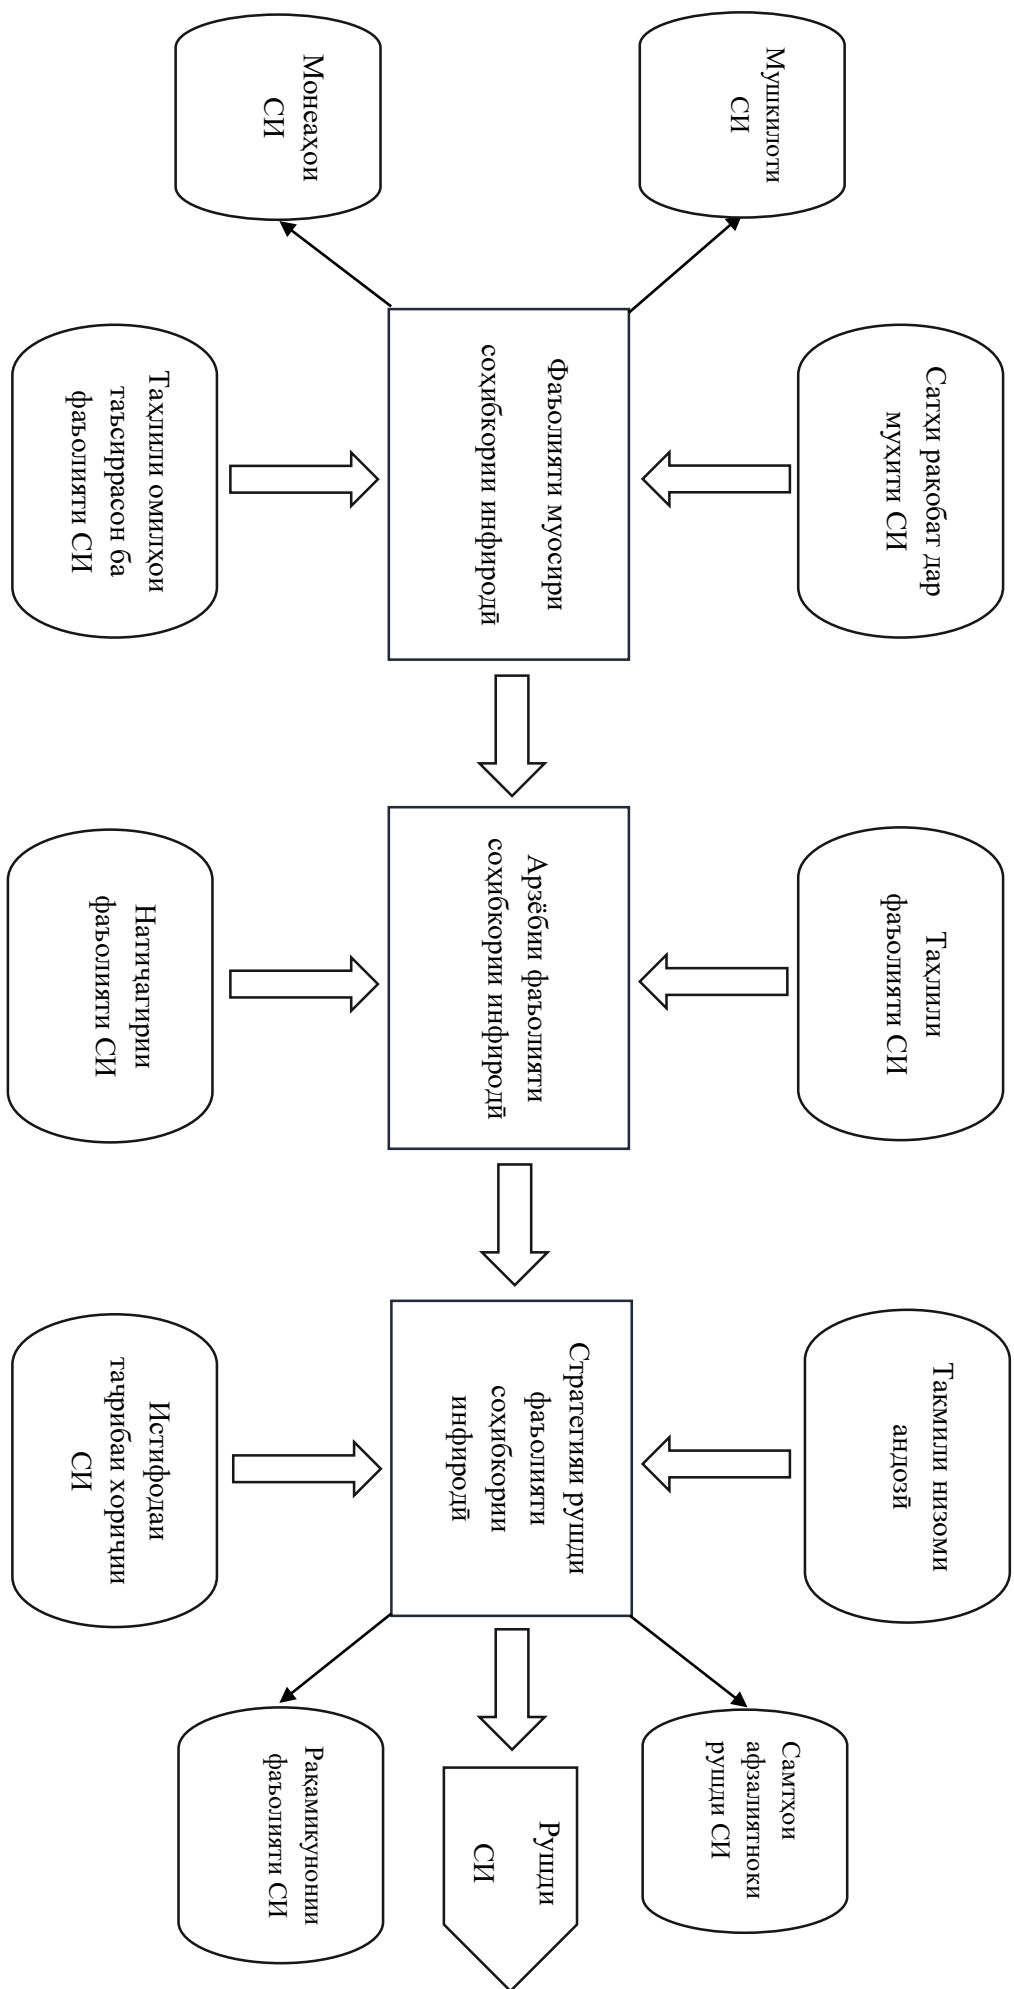 Мушкилоти
СИ
Сатҳи рақобат дар
муҳити СИ
Таҳлили
фаъолияти СИ
Такмили низоми
андозӣ
Самтҳои
афзалиятноки
рушди СИ
Фаъолияти муосири
соҳибкории инфиродӣ
Арзёбии фаъолияти
соҳибкории инфиродӣ
Стратегияи рушди
фаъолияти
соҳибкории
инфиродӣ
Рушди
СИ
Монеаҳои
СИ
Таҳлили омилҳои
таъсиррасон ба
фаъолияти СИ
Натиҷагирии
фаъолияти СИ
Истифодаи
таҷрибаи хориҷии
СИ
Рақамикунонии
фаъолияти СИ